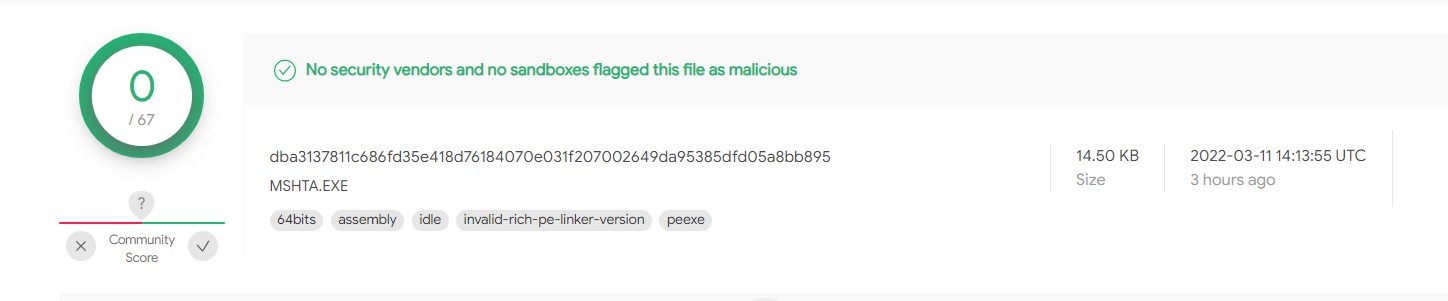 0
/ 67
?
Community
Score
No security vendors and no sandboxes flagged this file as malicious
dba3137811c686fd35e418d76184070e031f207002649da95385dfd05a8bb895
MSHTA.EXE
64bits assembly idle invalid-rich-pe-linker-version peexe
14.50 KB
Size
2022-03-11 14:13:55 UTC
3 hours ago